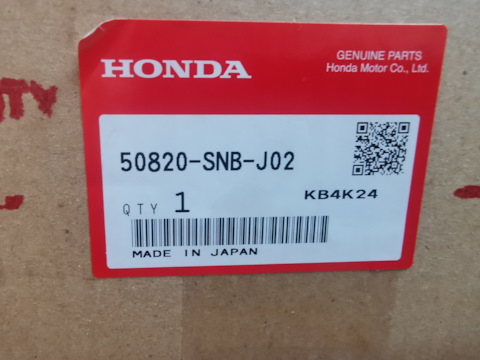 HONDA
GENUINE PARTS
Honda Motor Co., Ltd.
50820-SNB-J02
KB4K24
QTY 1
MADE IN JAPAN